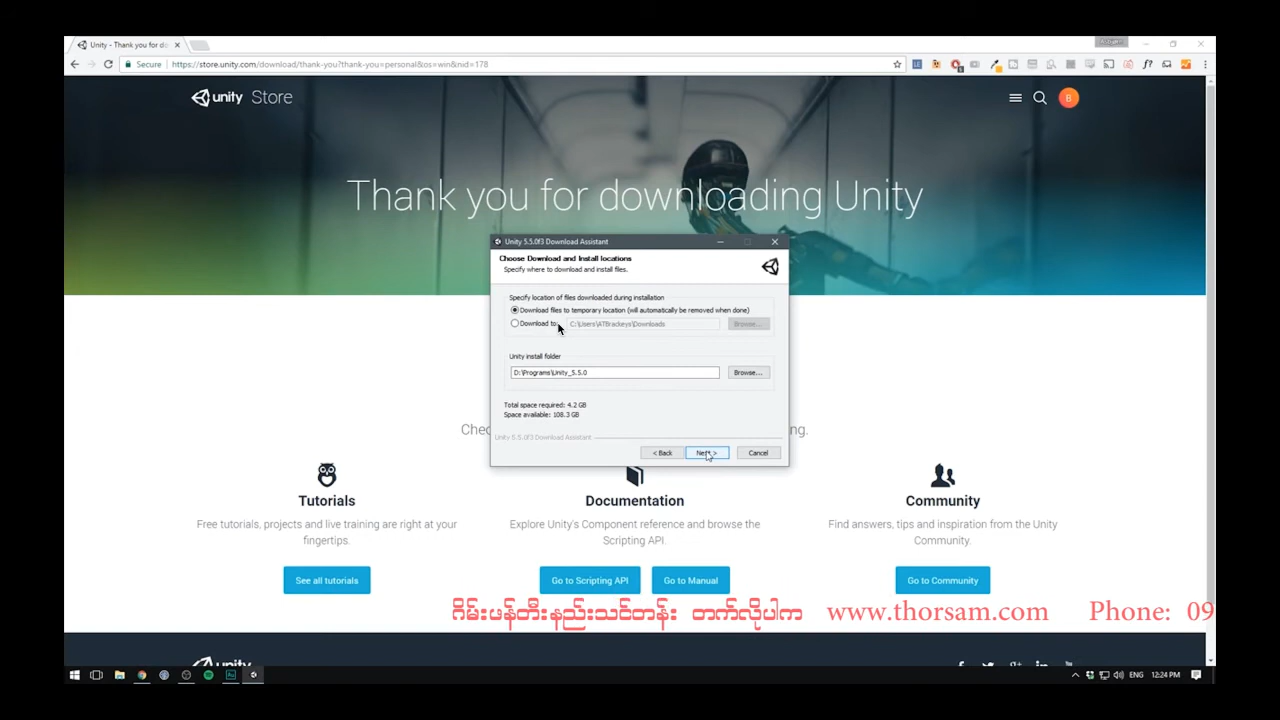 Unity - Thank you for do
Secure
https://store.unity.com/download/thank-you?thank-you=personal&os=win&nid=178
unity Store
B
Thank you for downloading Unity
Unity 5.5.0f3 Download Assistant
Choose Download and Install locations
Specify where to download and install files.
Specify location of files downloaded during installation
Download files to temporary location (will automatically be removed when done)
Download to:
C:\Users\ATBrackeys\Downloads
Browse...
Unity install folder
D:\Programs\Unity_5.5.0
Browse...
Total space required: 4.2 GB
Space available: 108.3 GB
Unity 5.5.0f3 Download Assistant
< Back
Next >
Cancel
Tutorials
Free tutorials, projects and live training are right at your
fingertips.
See all tutorials
Documentation
Explore Unity's Component reference and browse the
Scripting API.
Go to Scripting API
Go to Manual
Community
Find answers, tips and inspiration from the Unity
Community.
Go to Community
ဂိမ်းဖန်တီးနည်းသင်တန်း တက်လိုပါက www.thorsam.com Phone: 09
unity
ENG
12:24 PM